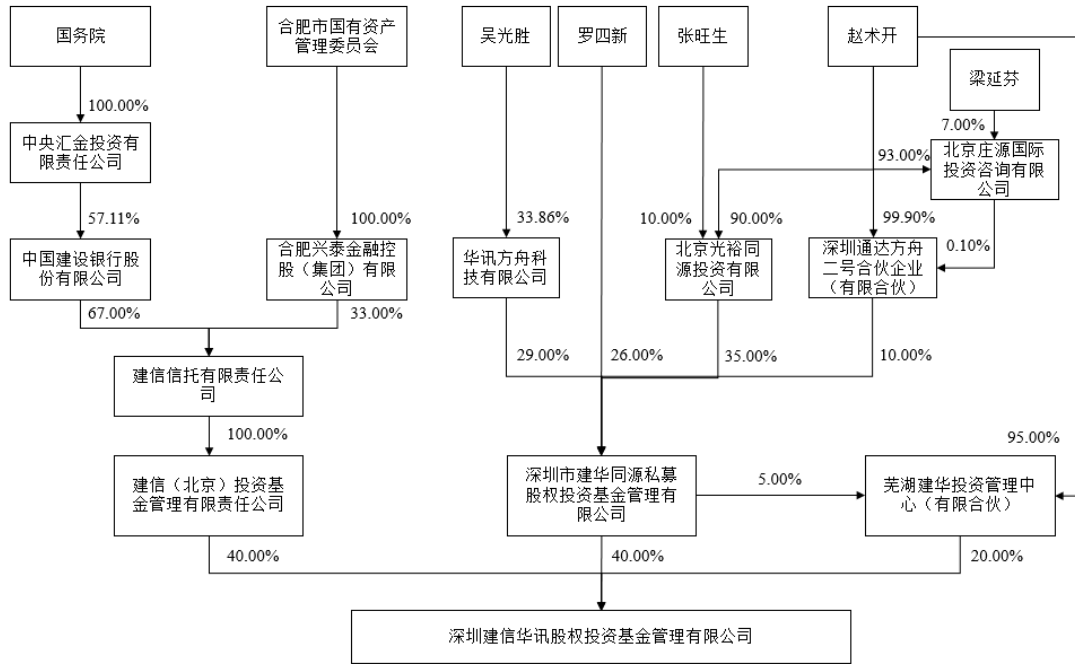 国务院
合肥市国有资产
管理委员会
吴光胜
罗四新
张旺生
赵术开
梁延芬
100.00%
7.00%
中央汇金投资有
限责任公司
93.00%
北京庄源国际
投资咨询有限
公司
57.11%
100.00%
33.86%
10.00%
90.00%
99.90%
0.10%
中国建设银行股
份有限公司
合肥兴泰金融控
股（集团）有限
公司
华讯方舟科
技有限公司
北京光裕同
源投资有限
公司
深圳通达方舟
二号合伙企业
（有限合伙）
67.00%
33.00%
29.00%
26.00%
35.00%
10.00%
建信信托有限责任公
司
100.00%
95.00%
建信（北京）投资基
金管理有限责任公司
深圳市建华同源私募
股权投资基金管理有
限公司
5.00%
芜湖建华投资管理中
心（有限合伙）
40.00%
40.00%
20.00%
深圳建信华讯股权投资基金管理有限公司